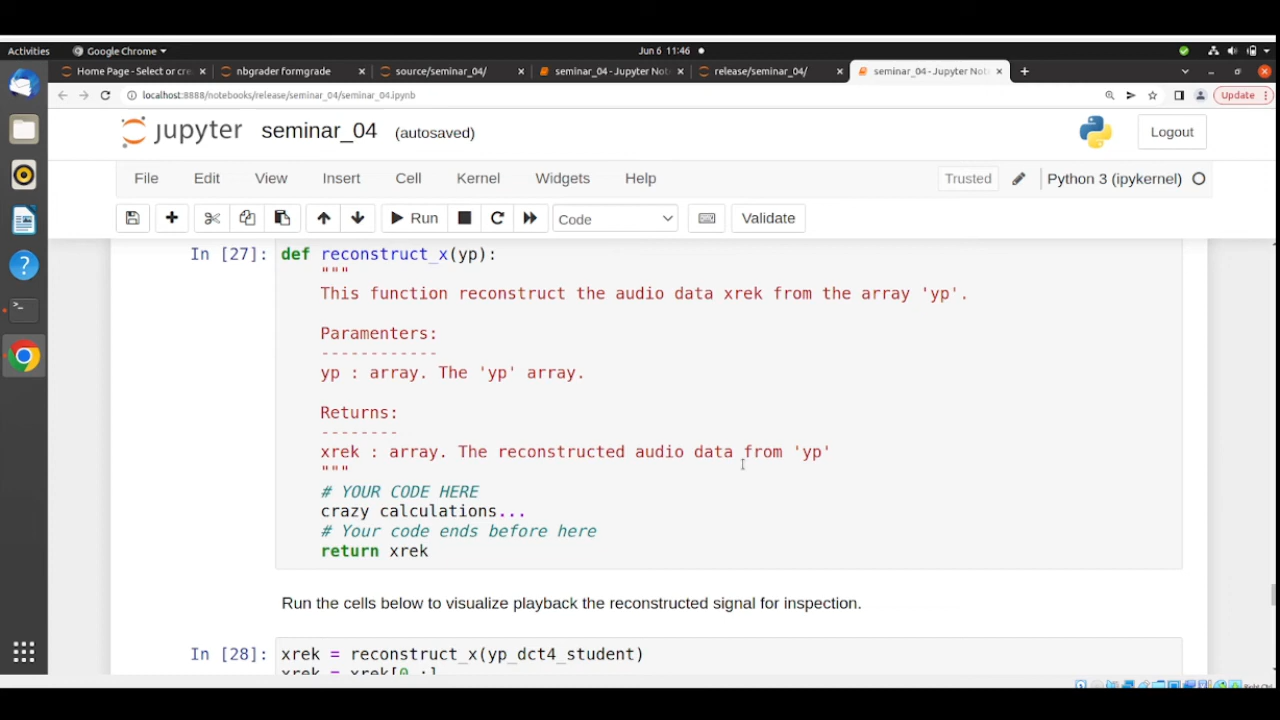 Activities
Google Chrome
Jun 6 11:46
Home Page - Select or cre
nbgrader formgrade
source/seminar_04/
seminar_04 - Jupyter Not
release/seminar_04/
seminar_04 - Jupyter Not
localhost:8888/notebooks/release/seminar_04/seminar_04.ipynb
Update
jupyter
seminar_04
(autosaved)
Logout
File
Edit
View
Insert
Cell
Kernel
Widgets
Help
Trusted
Python 3 (ipykernel)
Run
Code
Validate
In [27]:
def reconstruct_x(yp):
"""
This function reconstruct the audio data xrek from the array 'yp'.
Paramenters:
------------
yp : array. The 'yp' array.
Returns:
--------
xrek : array. The reconstructed audio data from 'yp'
"""
# YOUR CODE HERE
crazy calculations...
# Your code ends before here
return xrek
Run the cells below to visualize playback the reconstructed signal for inspection.
In [28]:
xrek = reconstruct_x(yp_dct4_student)
xrek = xrek[0,:]